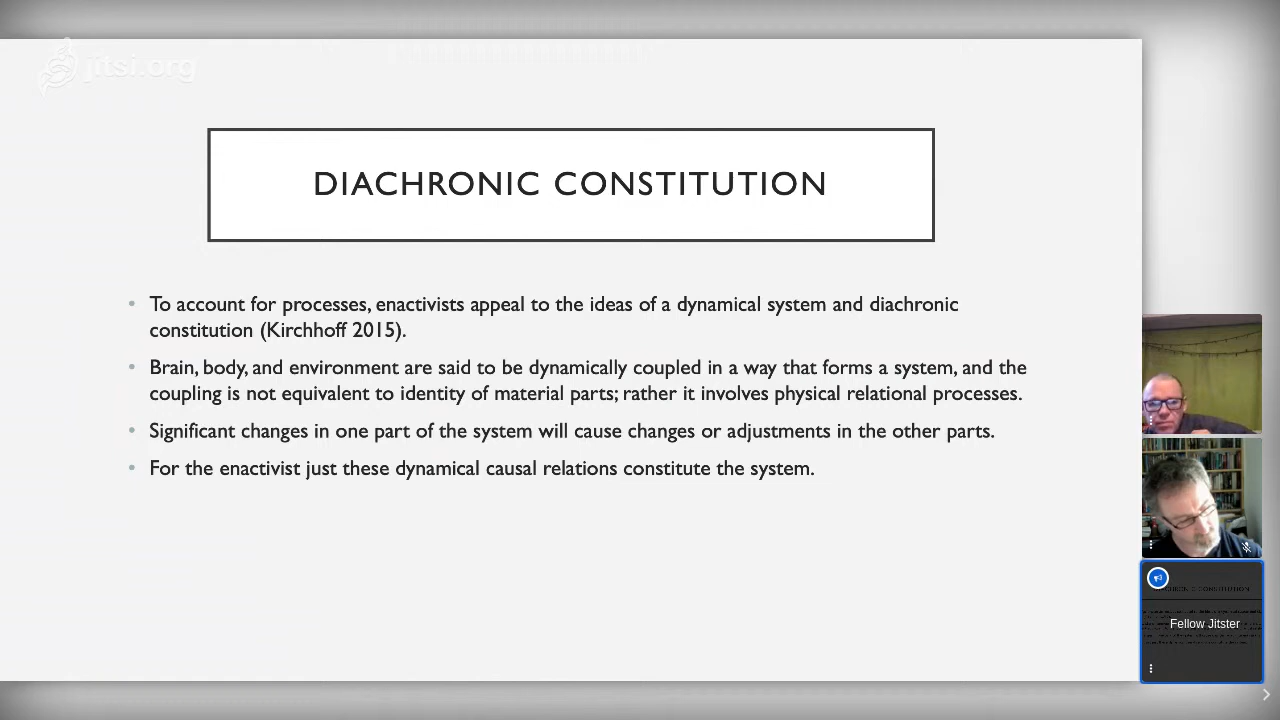 jitsi.org
DIACHRONIC CONSTITUTION
• To account for processes, enactivists appeal to the ideas of a dynamical system and diachronic
constitution (Kirchhoff 2015).
• Brain, body, and environment are said to be dynamically coupled in a way that forms a system, and the
coupling is not equivalent to identity of material parts; rather it involves physical relational processes.
• Significant changes in one part of the system will cause changes or adjustments in the other parts.
• For the enactivist just these dynamical causal relations constitute the system.
Fellow Jitster